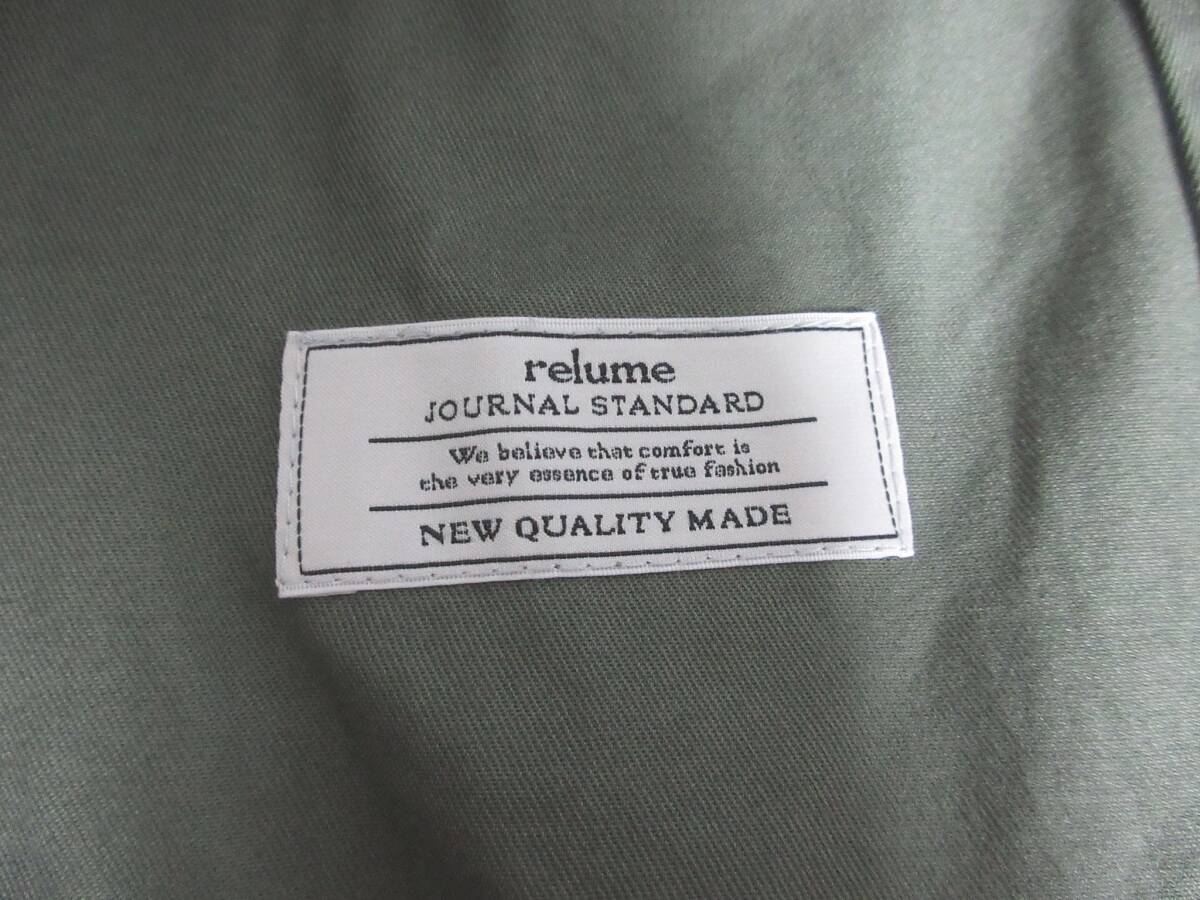 relume
JOURNAL STANDARD
We believe that comfort is
the very essence of true fashion
NEW QUALITY MADE